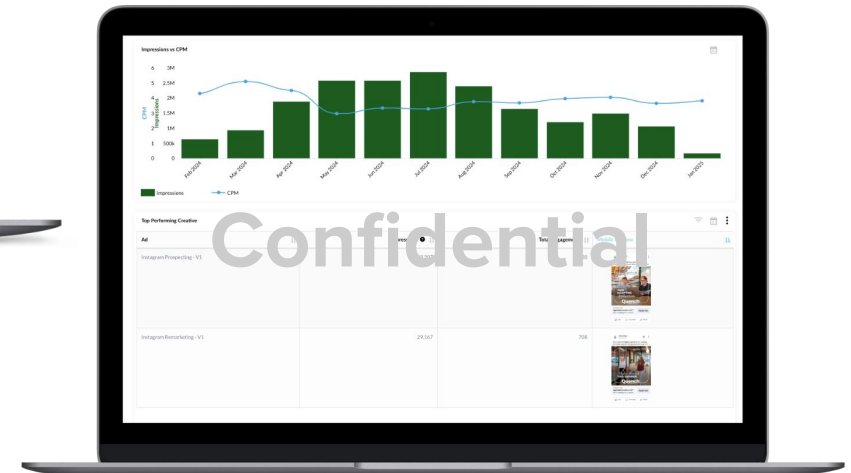 Impressions vs CPM
6 3M
5 2.5M
4 2M
3 1.5M
2 1M
1 500k
0 0
CPM
Impressions
Feb 2024
Mar 2024
Apr 2024
May 2024
Jun 2024
Jul 2024
Aug 2024
Sep 2024
Oct 2024
Nov 2024
Dec 2024
Jan 2025
Impressions CPM
Top Performing Creative
Confidential
Ad
Instagram Prospecting - V1
Instagram Remarketing - V1 29,167 708
Quench
Quench